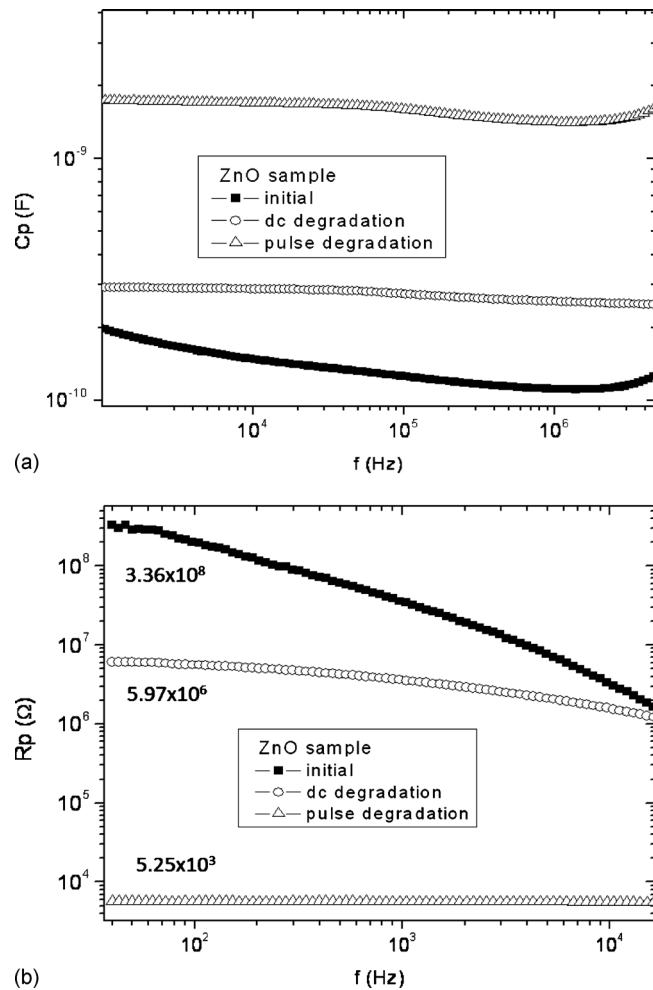 Cp (F)
10⁻⁹
10⁻¹⁰
ZnO sample
initial
dc degradation
pulse degradation
10⁴ 10⁵ 10⁶
(a)
f (Hz)
Rp (Ω)
10⁸
10⁷
10⁶
10⁵
10⁴
3.36x10⁸
5.97x10⁶
ZnO sample
initial
dc degradation
pulse degradation
5.25x10³
10² 10³ 10⁴
(b)
f (Hz)